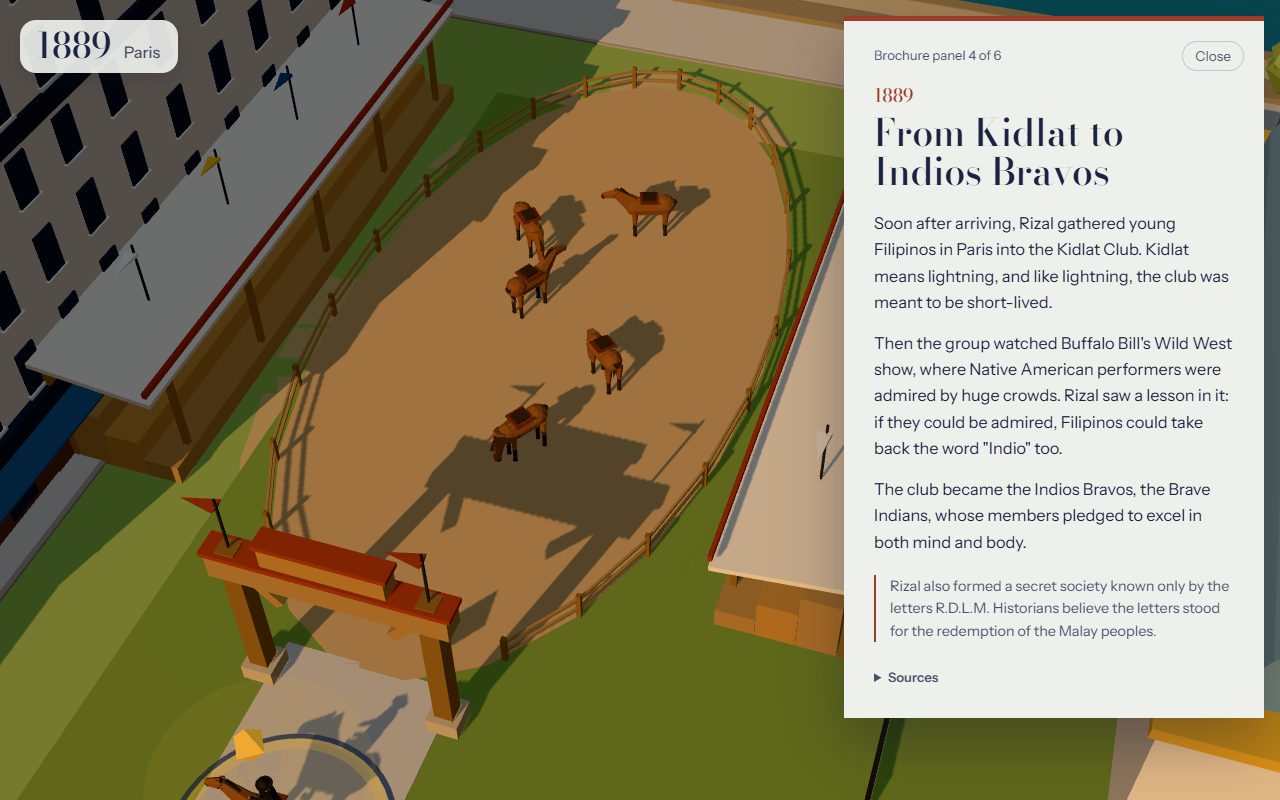 1889 Paris
Brochure panel 4 of 6
Close
1889
From Kidlat to
Indios Bravos
Soon after arriving, Rizal gathered young
Filipinos in Paris into the Kidlat Club. Kidlat
means lightning, and like lightning, the club was
meant to be short-lived.
Then the group watched Buffalo Bill's Wild West
show, where Native American performers were
admired by huge crowds. Rizal saw a lesson in it:
if they could be admired, Filipinos could take
back the word "Indio" too.
The club became the Indios Bravos, the Brave
Indians, whose members pledged to excel in
both mind and body.
Rizal also formed a secret society known only by the
letters R.D.L.M. Historians believe the letters stood
for the redemption of the Malay peoples.
Sources